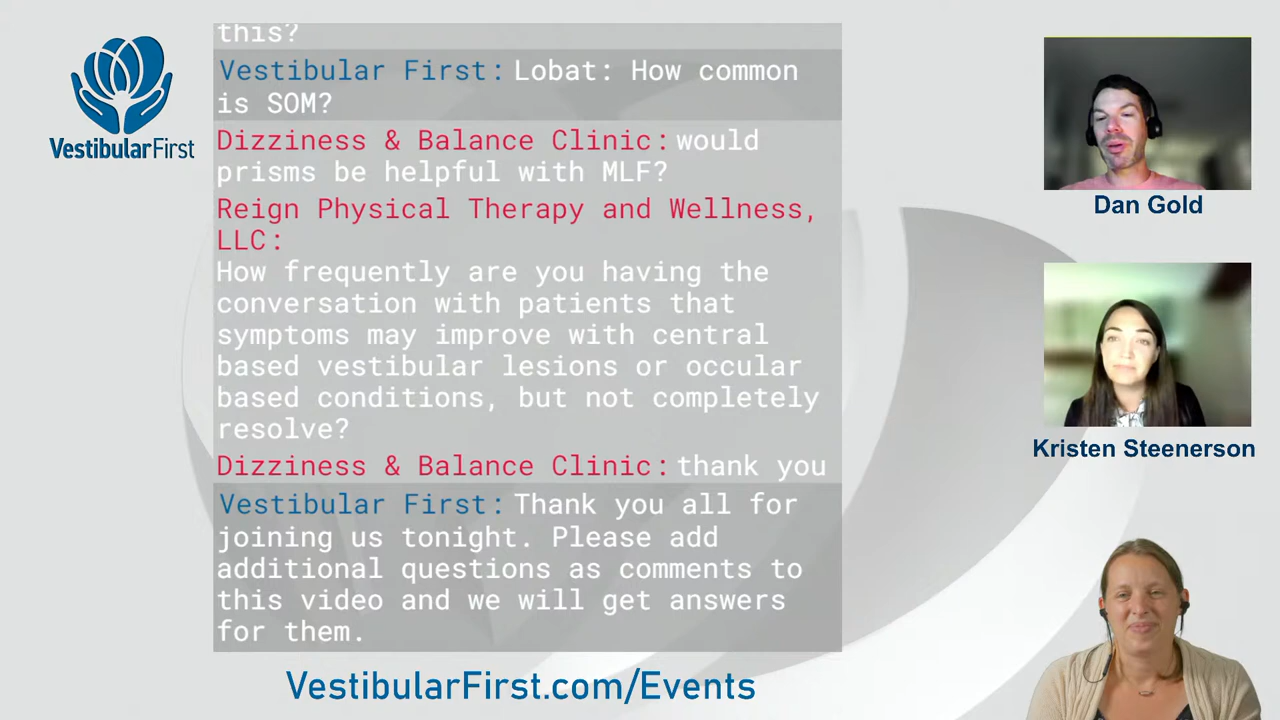 this?
Vestibular First: Lobat: How common
is SOM?
Dizziness & Balance Clinic: would
prisms be helpful with MLF?
Reign Physical Therapy and Wellness,
LLC:
How frequently are you having the
conversation with patients that
symptoms may improve with central
based vestibular lesions or occular
based conditions, but not completely
resolve?
Dizziness & Balance Clinic: thank you
Vestibular First: Thank you all for
joining us tonight. Please add
additional questions as comments to
this video and we will get answers
for them.
VestibularFirst.com/Events
VestibularFirst
Dan Gold
Kristen Steenerson